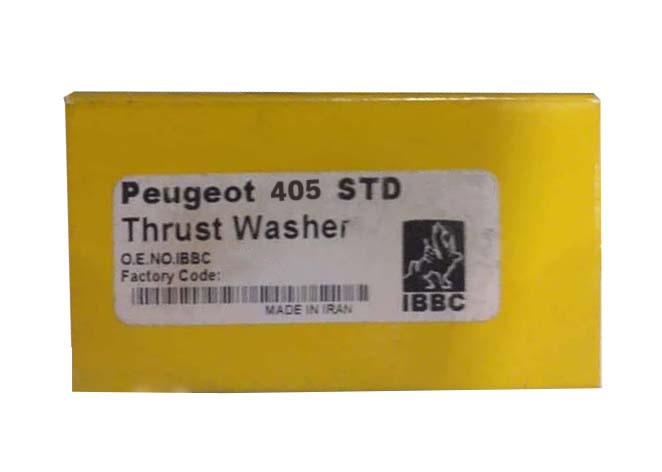 Peugeot 405 STD
Thrust Washer
O.E.NO.IBBC
Factory Code:
MADE IN IRAN
IBBC